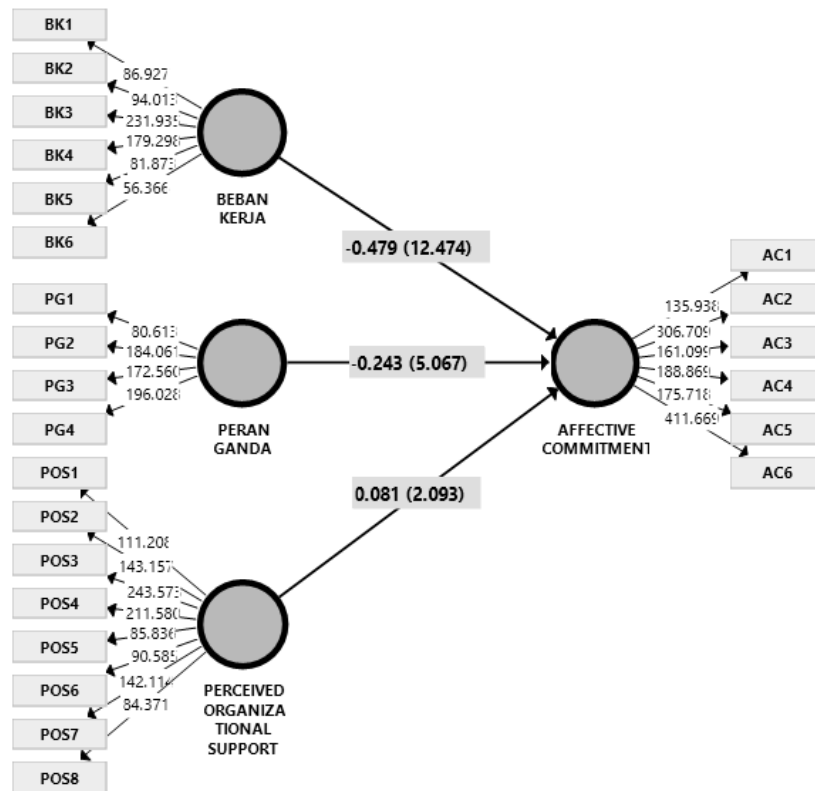 BK1
BK2
BK3
BK4
BK5
BK6
86.927
94.013
231.935
179.298
81.873
56.366
BEBAN
KERJA
-0.479 (12.474)
PG1
PG2
PG3
PG4
80.613
184.061
172.560
196.028
PERAN
GANDA
-0.243 (5.067)
POS1
POS2
POS3
POS4
POS5
POS6
POS7
POS8
111.208
143.157
243.573
211.580
85.836
90.585
142.114
84.371
PERCEIVED
ORGANIZA
TIONAL
SUPPORT
0.081 (2.093)
AFFECTIVE
COMMITMENT
135.938
306.709
161.099
188.869
175.718
411.669
AC1
AC2
AC3
AC4
AC5
AC6